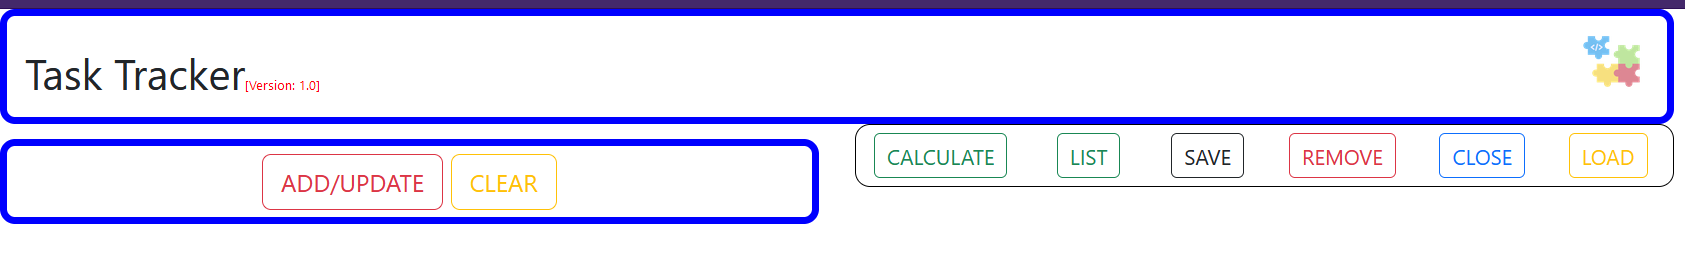 Task Tracker[Version: 1.0]
ADD/UPDATE CLEAR
CALCULATE LIST SAVE REMOVE CLOSE LOAD